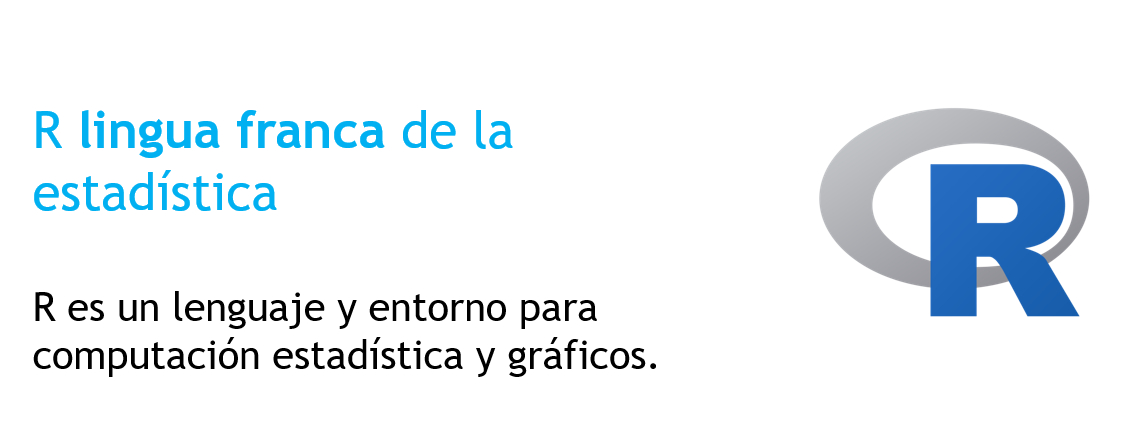 R lingua franca de la
estadística
R es un lenguaje y entorno para
computación estadística y gráficos.
R